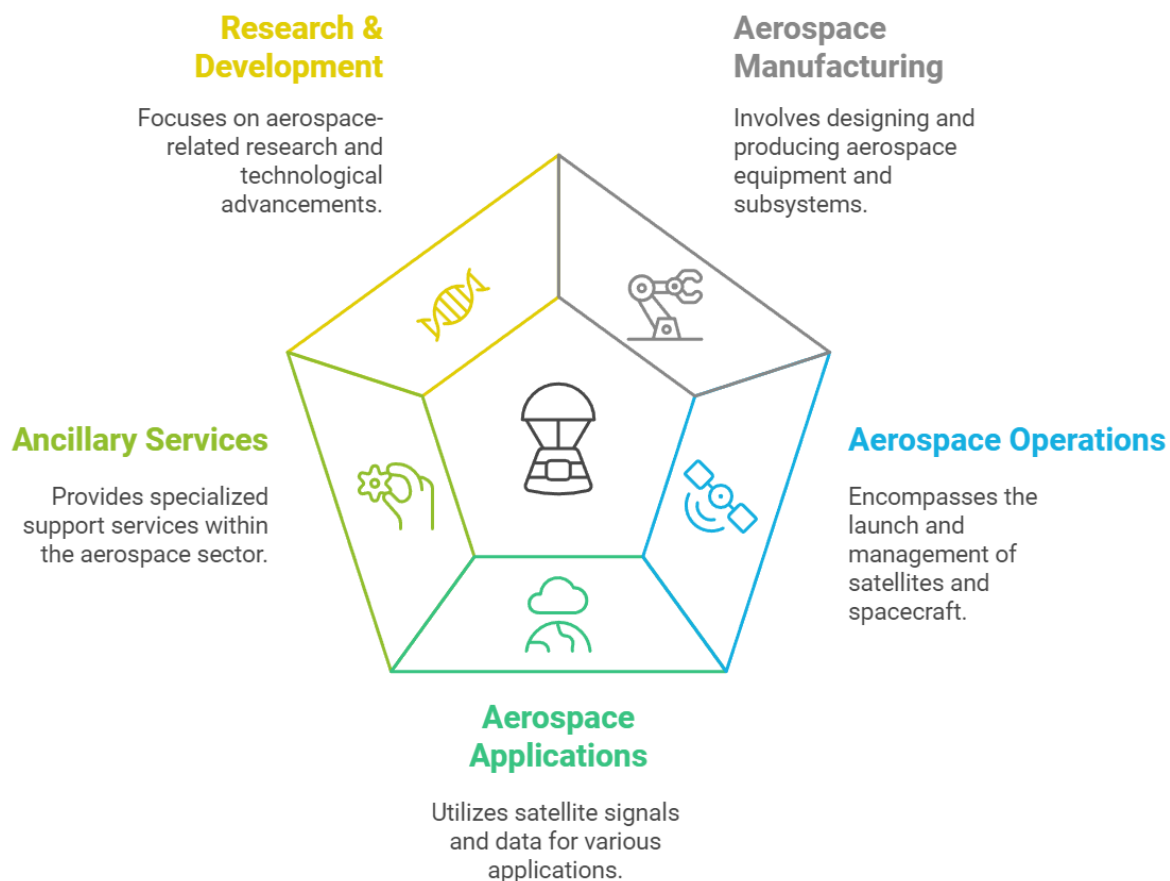 Research &
Development
Focuses on aerospace-
related research and
technological
advancements.
Aerospace
Manufacturing
Involves designing and
producing aerospace
equipment and
subsystems.
Ancillary Services
Provides specialized
support services within
the aerospace sector.
Aerospace Operations
Encompasses the
launch and
management of
satellites and
spacecraft.
Aerospace
Applications
Utilizes satellite signals
and data for various
applications.